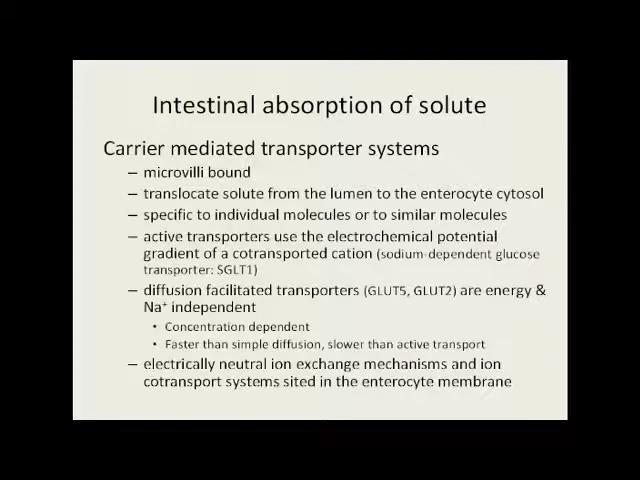 Intestinal absorption of solute
Carrier mediated transporter systems
– microvilli bound
– translocate solute from the lumen to the enterocyte cytosol
– specific to individual molecules or to similar molecules
– active transporters use the electrochemical potential
gradient of a cotransported cation (sodium-dependent glucose
transporter: SGLT1)
– diffusion facilitated transporters (GLUT5, GLUT2) are energy &
Na⁺ independent
• Concentration dependent
• Faster than simple diffusion, slower than active transport
– electrically neutral ion exchange mechanisms and ion
cotransport systems sited in the enterocyte membrane